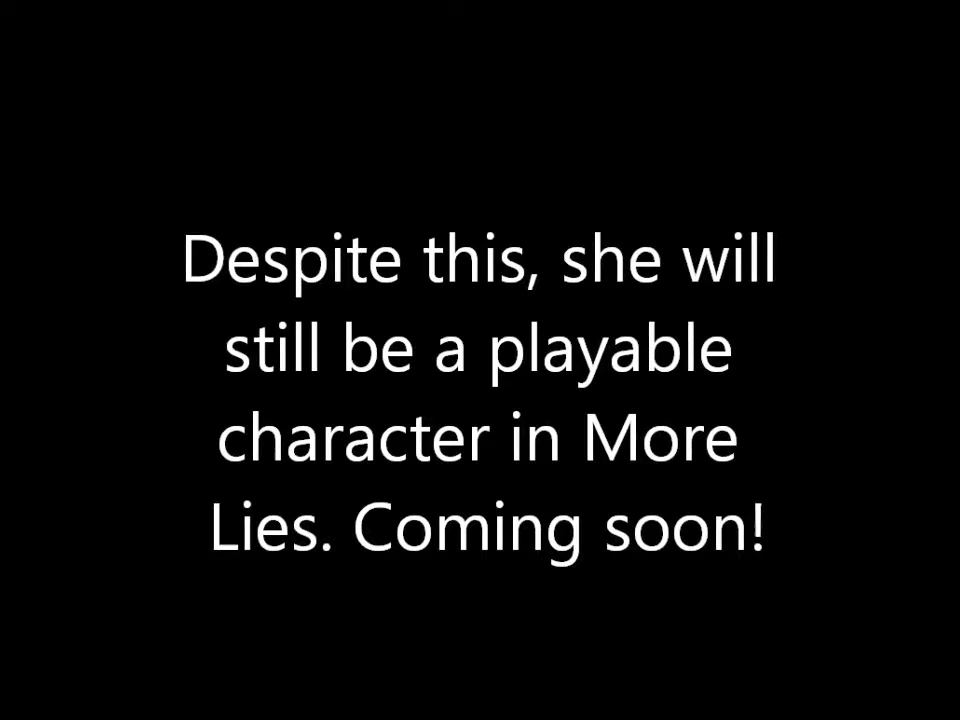 Despite this, she will
still be a playable
character in More
Lies. Coming soon!